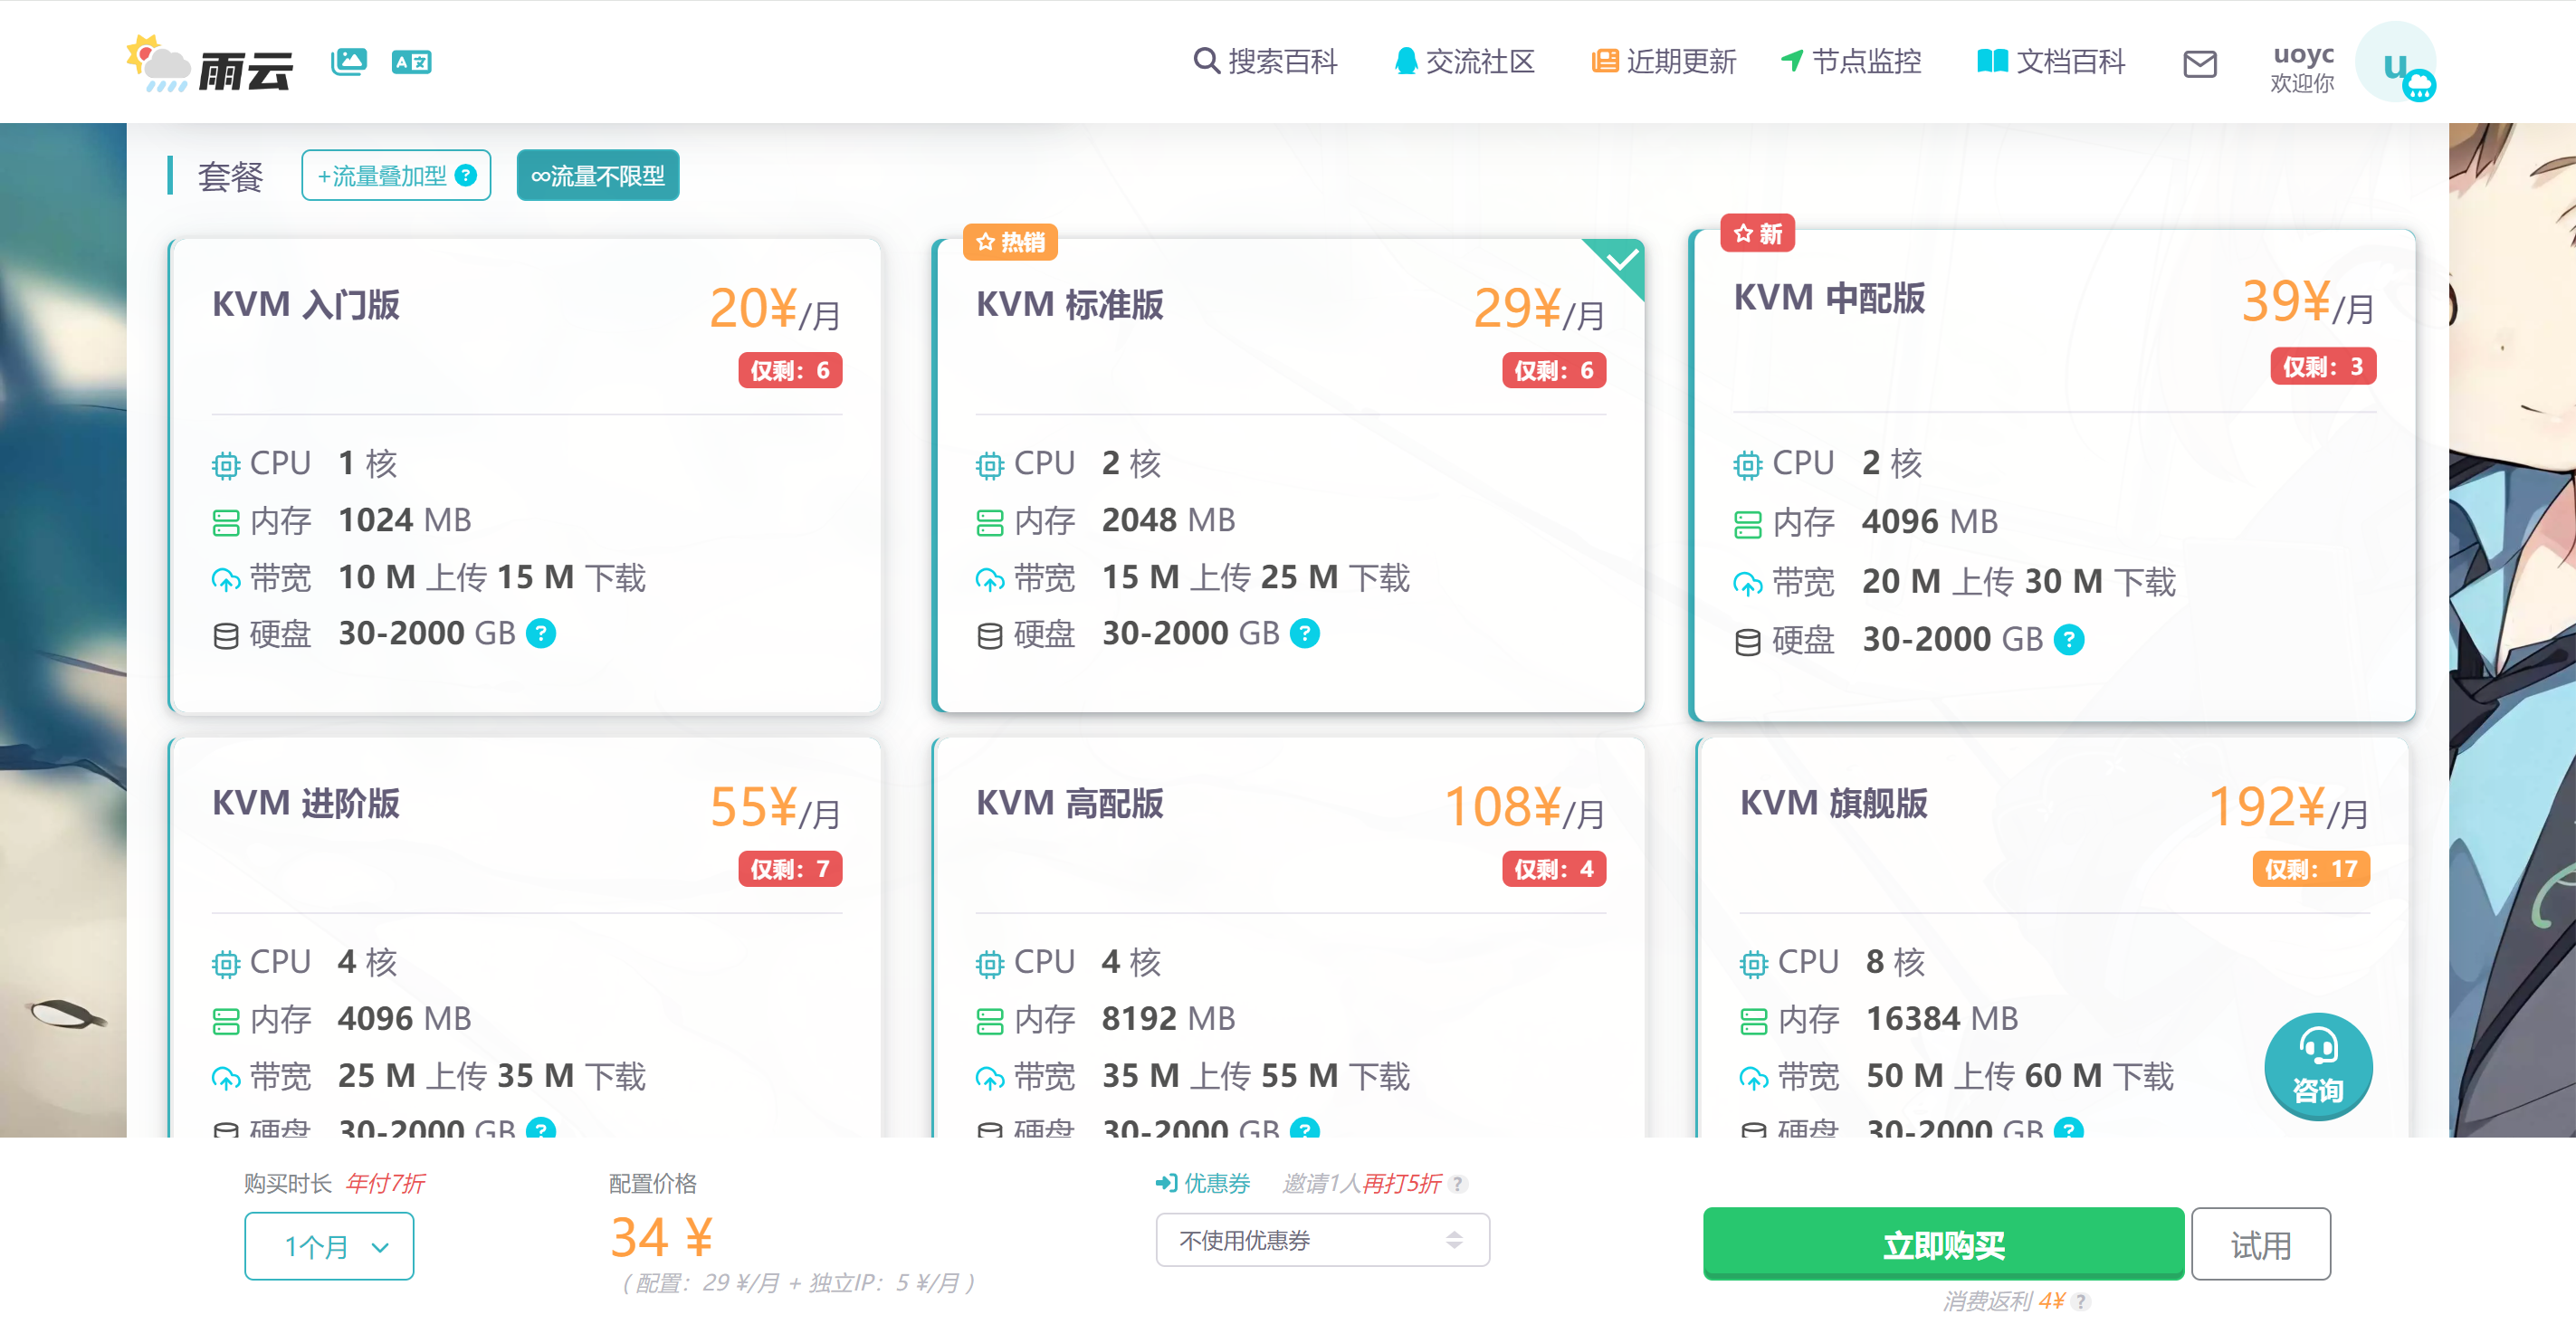 雨云
搜索百科
交流社区
近期更新
节点监控
文档百科
uoyc
欢迎你
u
套餐
+流量叠加型 ?
∞流量不限型
KVM 入门版
20¥/月
仅剩：6
CPU 1 核
内存 1024 MB
带宽 10 M 上传 15 M 下载
硬盘 30-2000 GB ?
热销
KVM 标准版
29¥/月
仅剩：6
CPU 2 核
内存 2048 MB
带宽 15 M 上传 25 M 下载
硬盘 30-2000 GB ?
新
KVM 中配版
39¥/月
仅剩：3
CPU 2 核
内存 4096 MB
带宽 20 M 上传 30 M 下载
硬盘 30-2000 GB ?
KVM 进阶版
55¥/月
仅剩：7
CPU 4 核
内存 4096 MB
带宽 25 M 上传 35 M 下载
硬盘 30-2000 GB ?
KVM 高配版
108¥/月
仅剩：4
CPU 4 核
内存 8192 MB
带宽 35 M 上传 55 M 下载
硬盘 30-2000 GB ?
KVM 旗舰版
192¥/月
仅剩：17
CPU 8 核
内存 16384 MB
带宽 50 M 上传 60 M 下载
硬盘 30-2000 GB ?
咨询
购买时长 年付7折
1个月
配置价格
34 ¥
( 配置：29 ¥/月 + 独立IP：5 ¥/月 )
优惠券 邀请1人再打5折 ?
不使用优惠券
立即购买
试用
消费返利 4¥ ?